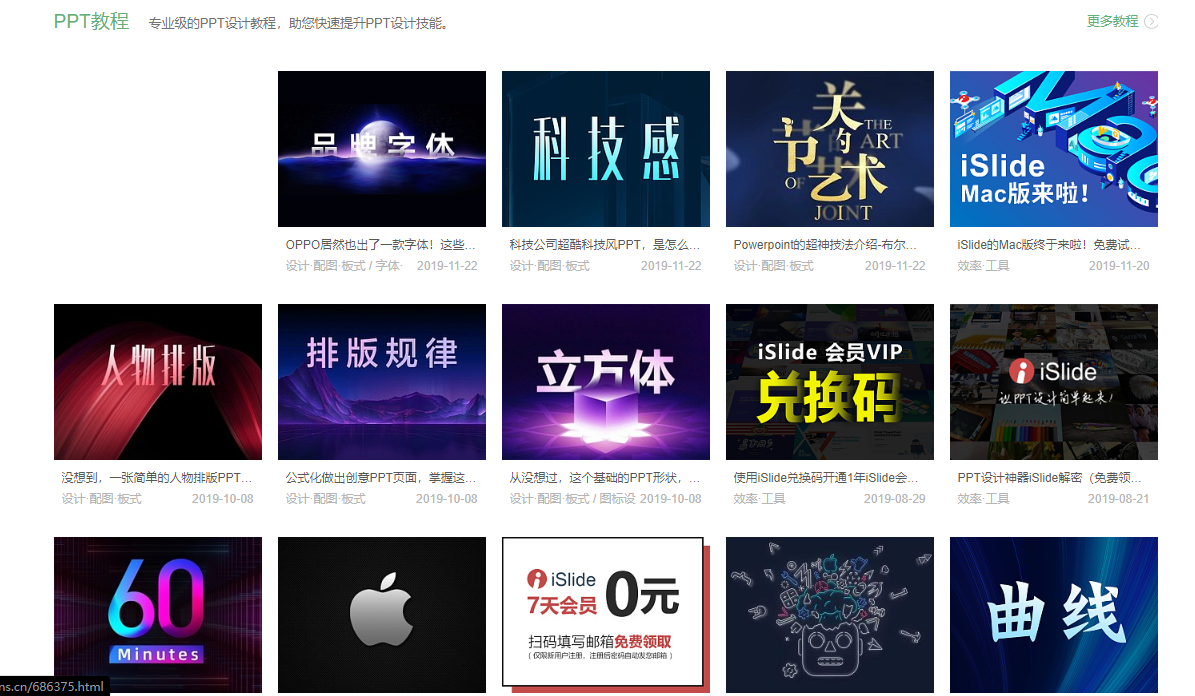 PPT教程 专业级的PPT设计教程，助您快速提升PPT设计技能。 更多教程
品牌字体
科技感
关节的艺术
THE ART OF JOINT
iSlide
Mac版来啦！
OPPO居然也出了一款字体！这些...
设计·配图·板式 / 字体· 2019-11-22
科技公司超酷科技风PPT，是怎么...
设计·配图·板式 2019-11-22
Powerpoint的超神技法介绍-布尔...
设计·配图·板式 2019-11-22
iSlide的Mac版终于来啦！免费试...
效率·工具 2019-11-20
人物排版
排版规律
立方体
iSlide 会员VIP
兑换码
iSlide
让PPT设计简单起来！
没想到，一张简单的人物排版PPT...
设计·配图·板式 2019-10-08
公式化做出创意PPT页面，掌握这...
设计·配图·板式 2019-10-08
从没想过，这个基础的PPT形状，...
设计·配图·板式 / 图标设 2019-10-08
使用iSlide兑换码开通1年iSlide会...
效率·工具 2019-08-29
PPT设计神器iSlide解密（免费领...
效率·工具 2019-08-21
60
Minutes
iSlide
7天会员 0元
扫码填写邮箱免费领取
（仅限新用户注册，注册后密码自动发您邮箱）
曲线
ns.cn/686375.html